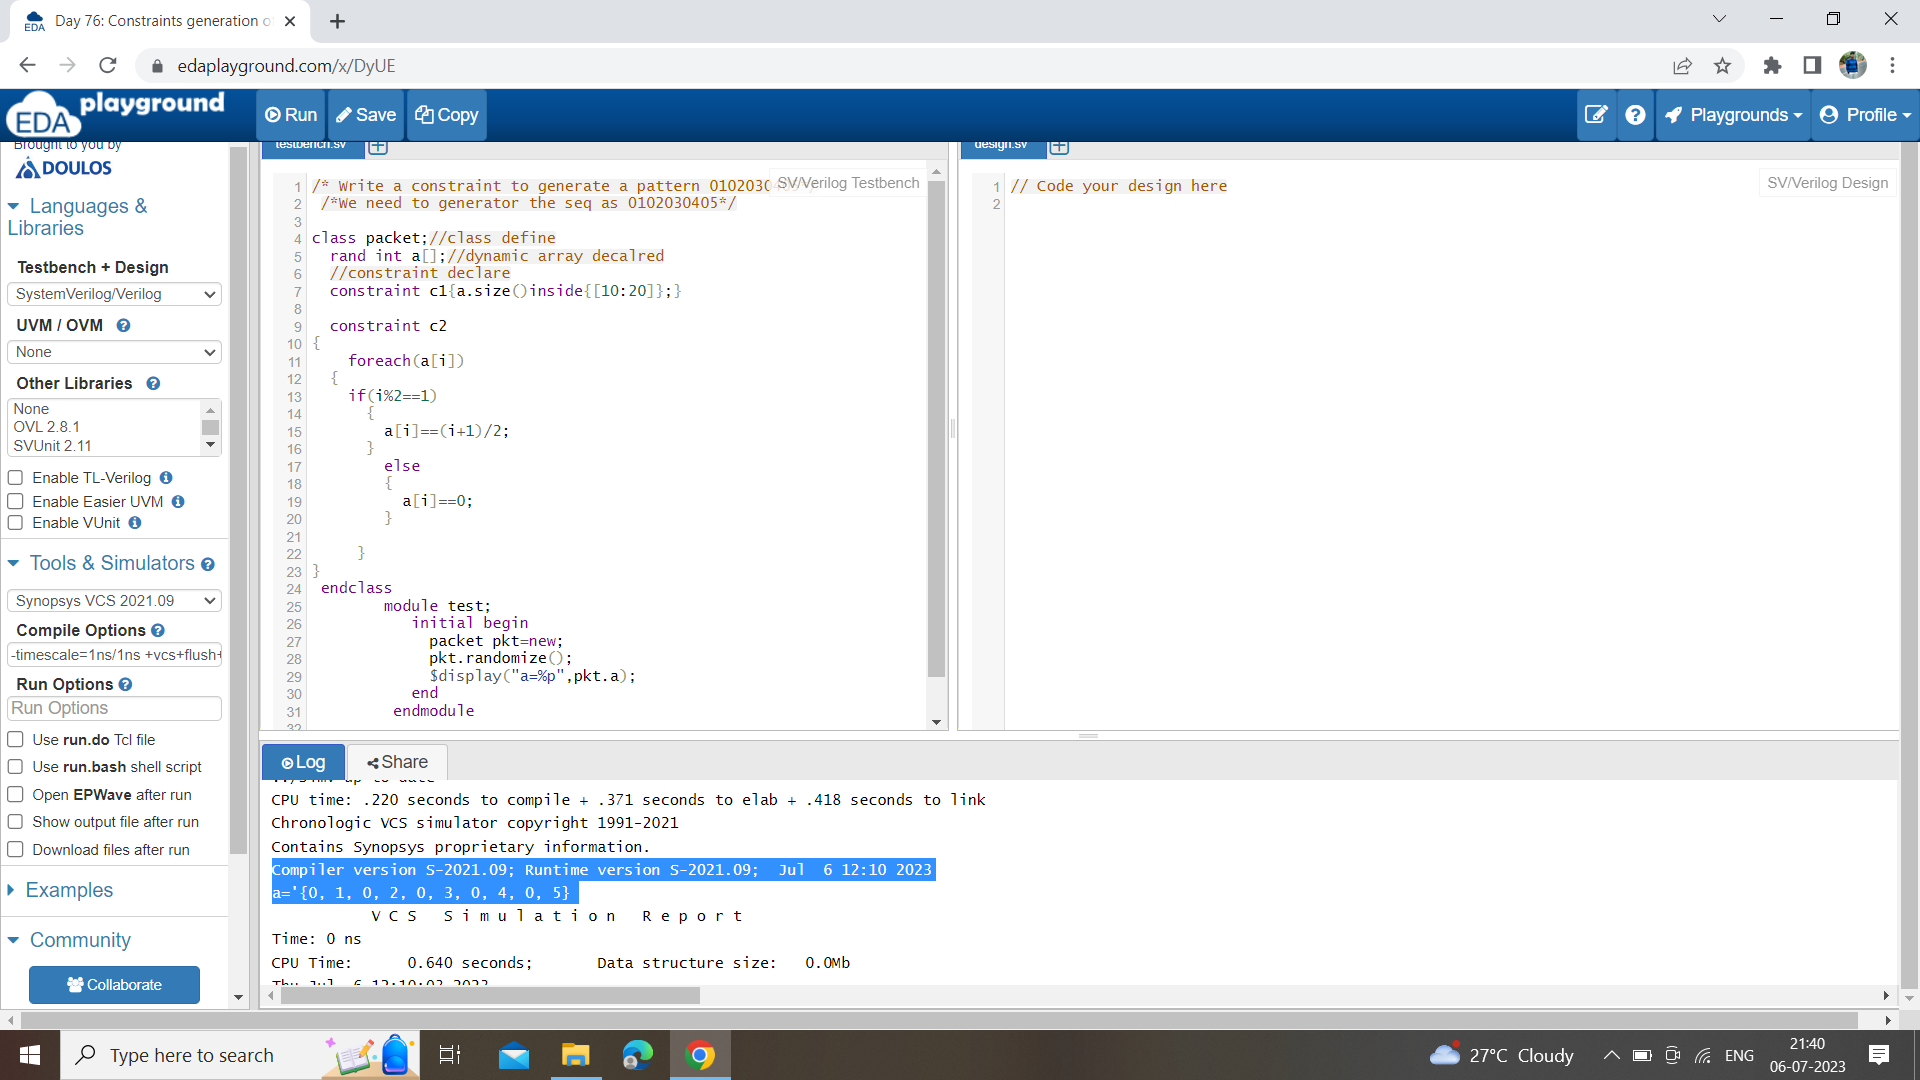 Day 76: Constraints generation o
edaplayground.com/x/DyUE
EDA playground
Run
Save
Copy
Playgrounds
Profile
Brought to you by
DOULOS
Languages & Libraries
Testbench + Design
SystemVerilog/Verilog
UVM / OVM
None
Other Libraries
None
OVL 2.8.1
SVUnit 2.11
Enable TL-Verilog
Enable Easier UVM
Enable VUnit
Tools & Simulators
Synopsys VCS 2021.09
Compile Options
-timescale=1ns/1ns +vcs+flush+
Run Options
Run Options
Use run.do Tcl file
Use run.bash shell script
Open EPWave after run
Show output file after run
Download files after run
Examples
Community
Collaborate
testbench.sv
SV/Verilog Testbench
1 /* Write a constraint to generate a pattern 0102030
2 /*We need to generator the seq as 0102030405*/
3
4 class packet;//class define
5 rand int a[];//dynamic array decalred
6 //constraint declare
7 constraint c1{a.size()inside{[10:20]};}
8
9 constraint c2
10 {
11 foreach(a[i])
12 {
13 if(i%2==1)
14 {
15 a[i]==(i+1)/2;
16 }
17 else
18 {
19 a[i]==0;
20 }
21
22 }
23 }
24 endclass
25 module test;
26 initial begin
27 packet pkt=new;
28 pkt.randomize();
29 $display("a=%p",pkt.a);
30 end
31 endmodule
32
design.sv
SV/Verilog Design
1 // Code your design here
2
Log
Share
up to date
CPU time: .220 seconds to compile + .371 seconds to elab + .418 seconds to link
Chronologic VCS simulator copyright 1991-2021
Contains Synopsys proprietary information.
Compiler version S-2021.09; Runtime version S-2021.09; Jul 6 12:10 2023
a='{0, 1, 0, 2, 0, 3, 0, 4, 0, 5}
V C S S i m u l a t i o n R e p o r t
Time: 0 ns
CPU Time: 0.640 seconds; Data structure size: 0.0Mb
Thu Jul 6 12:10:03 2023
Type here to search
27°C Cloudy
ENG
21:40
06-07-2023